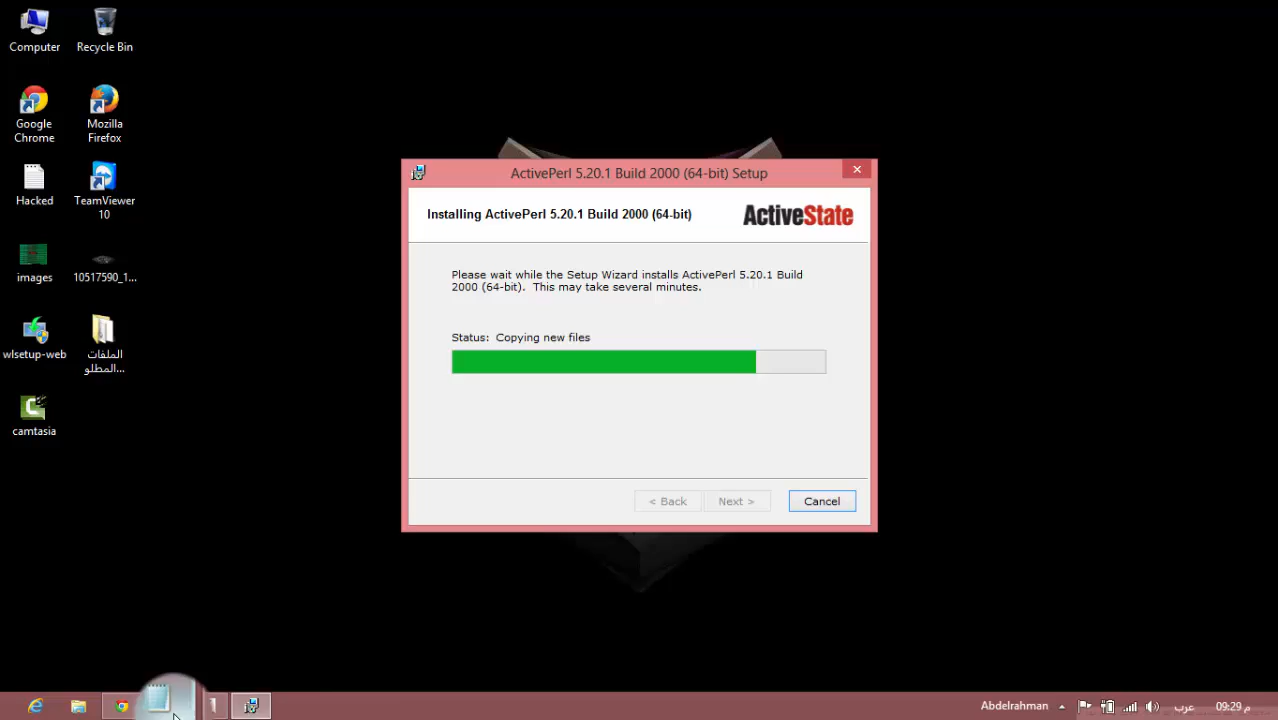 Computer
Recycle Bin
Google
Chrome
Mozilla
Firefox
Hacked
TeamViewer
10
images
10517590_1...
wlsetup-web
الملفات
المطلو...
camtasia
ActivePerl 5.20.1 Build 2000 (64-bit) Setup
Installing ActivePerl 5.20.1 Build 2000 (64-bit)
ActiveState
Please wait while the Setup Wizard installs ActivePerl 5.20.1 Build
2000 (64-bit). This may take several minutes.
Status: Copying new files
< Back
Next >
Cancel
Abdelrahman
عرب
09:29 م